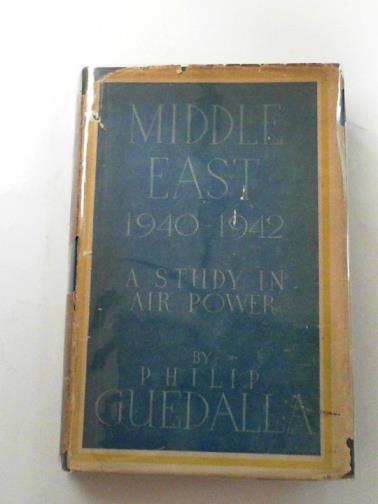 MIDDLE
EAST
1940-1942
A STUDY IN
AIR POWER
BY
PHILIP
GUEDALLA